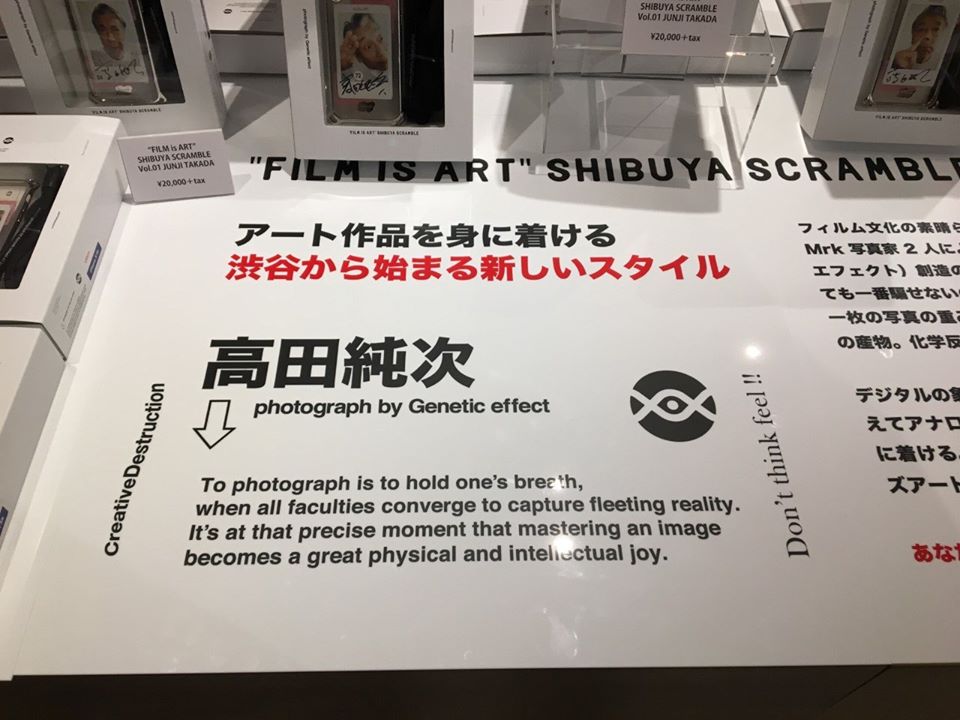 SHIBUYA SCRAMBLE
Vol.01 JUNJI TAKADA
¥20,000+tax
"FILM IS ART" SHIBUYA SCRAMBLE
"FILM is ART"
SHIBUYA SCRAMBLE
Vol.01 JUNJI TAKADA
¥20,000+tax
"FILM IS ART" SHIBUYA SCRAMBLE
アート作品を身に着ける
渋谷から始まる新しいスタイル
高田純次
photograph by Genetic effect
CreativeDestruction
To photograph is to hold one's breath,
when all faculties converge to capture fleeting reality.
It's at that precise moment that mastering an image
becomes a great physical and intellectual joy.
Don't think feel !!
フィルム文化の素晴ら
Mrk 写真家 2 人によ
エフェクト）創造の
ても一番騙せない
一枚の写真の重
の産物。化学反
デジタルの
えてアナロ
に着ける
ズアート
あなた